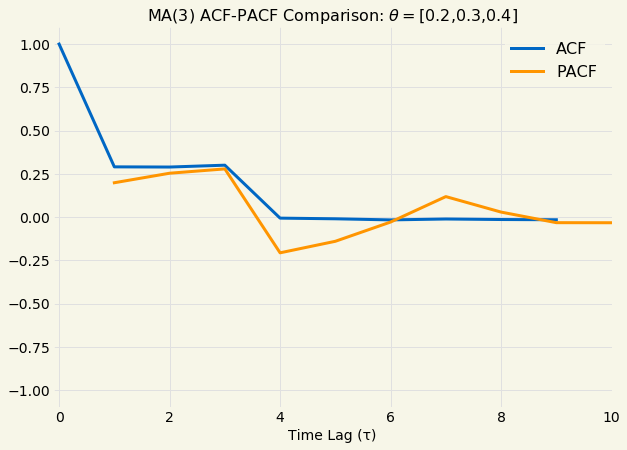 MA(3) ACF-PACF Comparison: θ = [0.2,0.3,0.4]
ACF
PACF
1.00
0.75
0.50
0.25
0.00
−0.25
−0.50
−0.75
−1.00
0 2 4 6 8 10
Time Lag (τ)